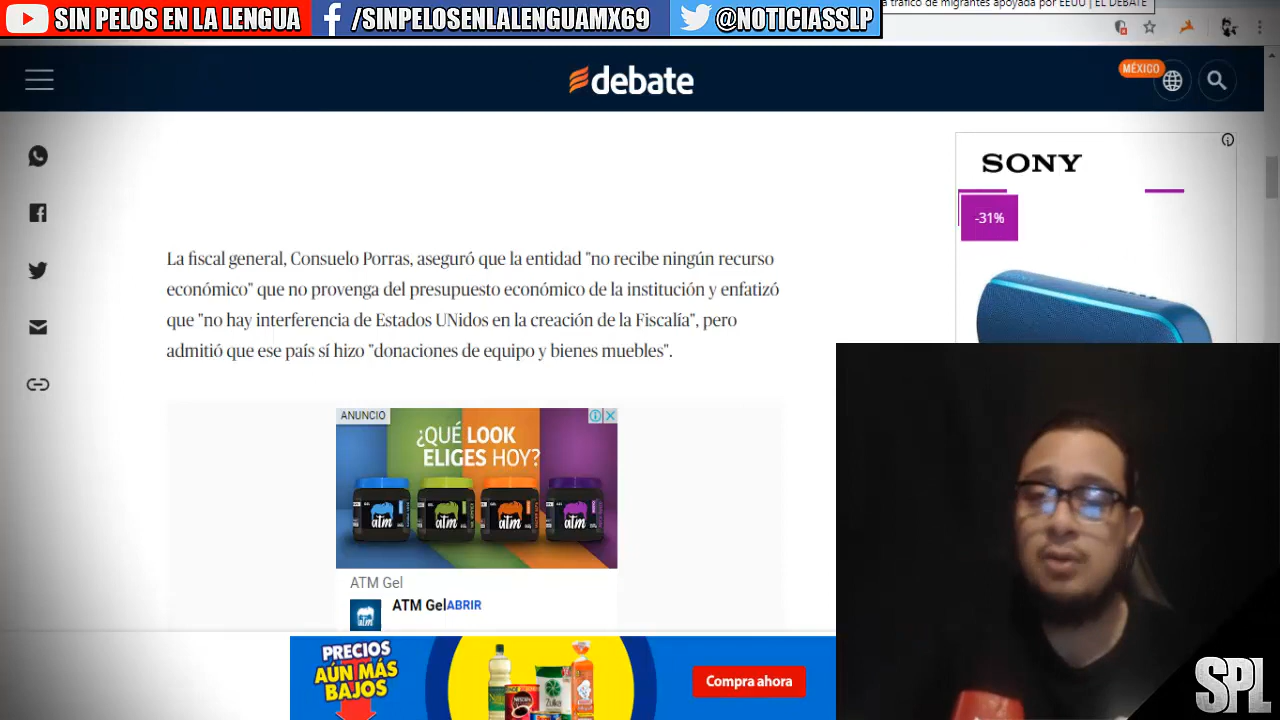 SIN PELOS EN LA LENGUA
/SINPELOSENLALENGUAMX69
@NOTICIASSLP
a tráfico de migrantes apoyada por EEUU | EL DEBATE
debate
MÉXICO
SONY
-31%
La fiscal general, Consuelo Porras, aseguró que la entidad "no recibe ningún recurso
económico" que no provenga del presupuesto económico de la institución y enfatizó
que "no hay interferencia de Estados UNidos en la creación de la Fiscalía", pero
admitió que ese país sí hizo "donaciones de equipo y bienes muebles".
ANUNCIO
¿QUÉ LOOK
ELIGES HOY?
atm
atm
atm
atm
ATM Gel
ATM Gel
ABRIR
PRECIOS
AÚN MÁS
BAJOS
Compra ahora
SPL